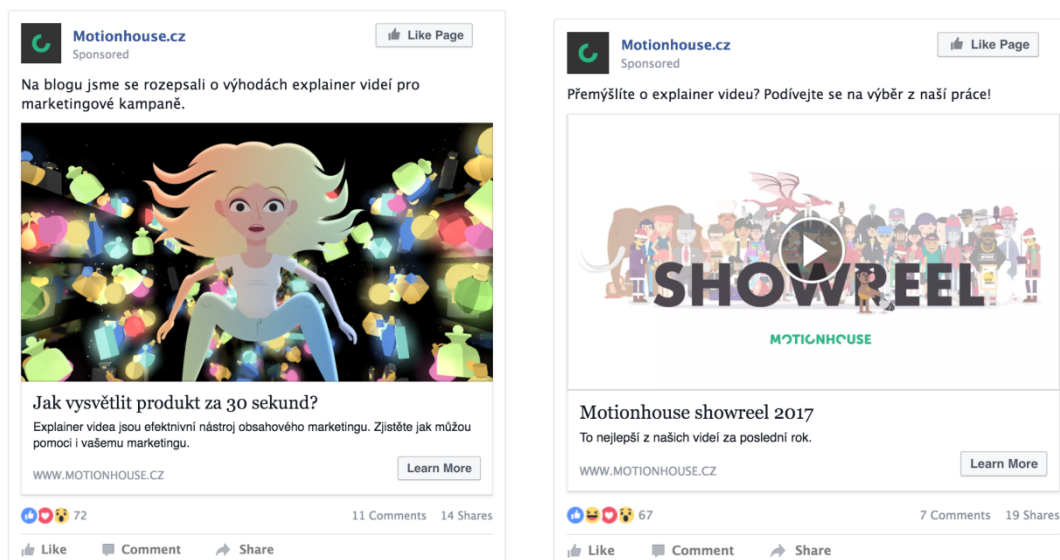 Motionhouse.cz
Sponsored
Like Page
Na blogu jsme se rozepsali o výhodách explainer videí pro
marketingové kampaně.
Jak vysvětlit produkt za 30 sekund?
Explainer videa jsou efektnivní nástroj obsahového marketingu. Zjistěte jak můžou
pomoci i vašemu marketingu.
WWW.MOTIONHOUSE.CZ
Learn More
72
11 Comments 14 Shares
Like Comment Share
Motionhouse.cz
Sponsored
Like Page
Přemýšlíte o explainer videu? Podívejte se na výběr z naší práce!
SHOWREEL
MOTIONHOUSE
Motionhouse showreel 2017
To nejlepší z našich videí za poslední rok.
WWW.MOTIONHOUSE.CZ
Learn More
67
7 Comments 19 Shares
Like Comment Share